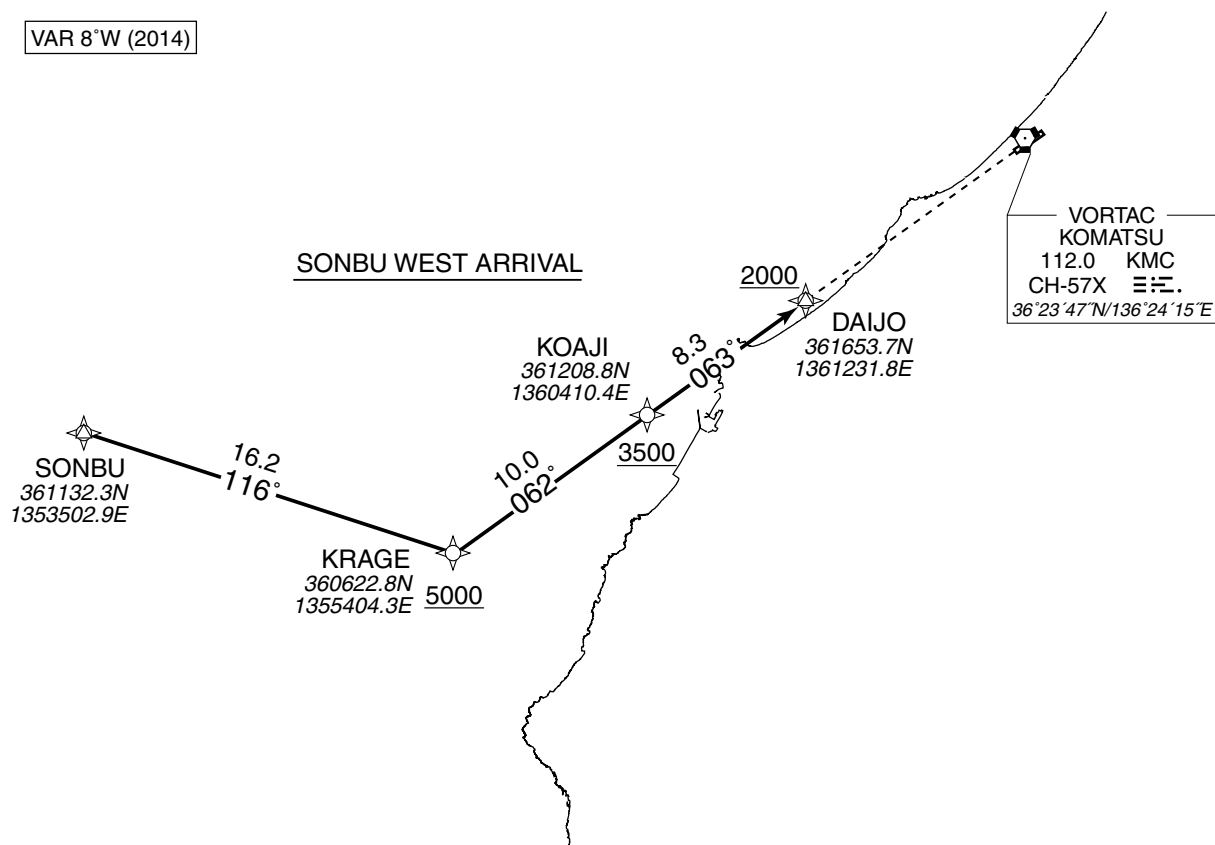 VAR 8°W (2014)
SONBU WEST ARRIVAL
VORTAC
KOMATSU
112.0 KMC
CH-57X
36°23´47˝N/136°24´15˝E
2000
DAIJO
361653.7N
1361231.8E
8.3
063°
KOAJI
361208.8N
1360410.4E
3500
10.0
062°
16.2
116°
SONBU
361132.3N
1353502.9E
KRAGE
360622.8N
1355404.3E
5000